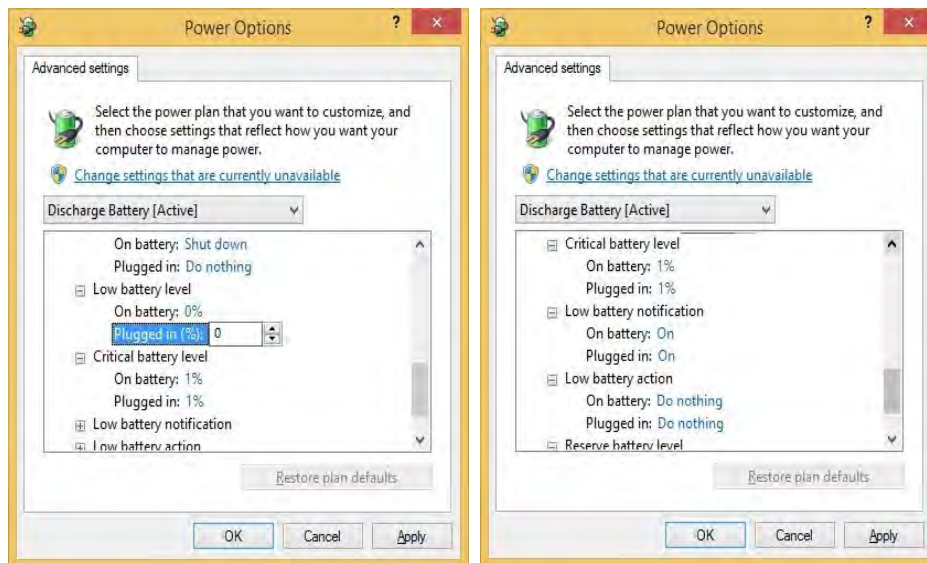 Power Options
?
x
Advanced settings
Select the power plan that you want to customize, and
then choose settings that reflect how you want your
computer to manage power.
Change settings that are currently unavailable
Discharge Battery [Active]
On battery: Shut down
Plugged in: Do nothing
Low battery level
On battery: 0%
Plugged in (%): 0
Critical battery level
On battery: 1%
Plugged in: 1%
Low battery notification
Low battery action
Restore plan defaults
OK Cancel Apply
Power Options
?
x
Advanced settings
Select the power plan that you want to customize, and
then choose settings that reflect how you want your
computer to manage power.
Change settings that are currently unavailable
Discharge Battery [Active]
Critical battery level
On battery: 1%
Plugged in: 1%
Low battery notification
On battery: On
Plugged in: On
Low battery action
On battery: Do nothing
Plugged in: Do nothing
Reserve battery level
Restore plan defaults
OK Cancel Apply